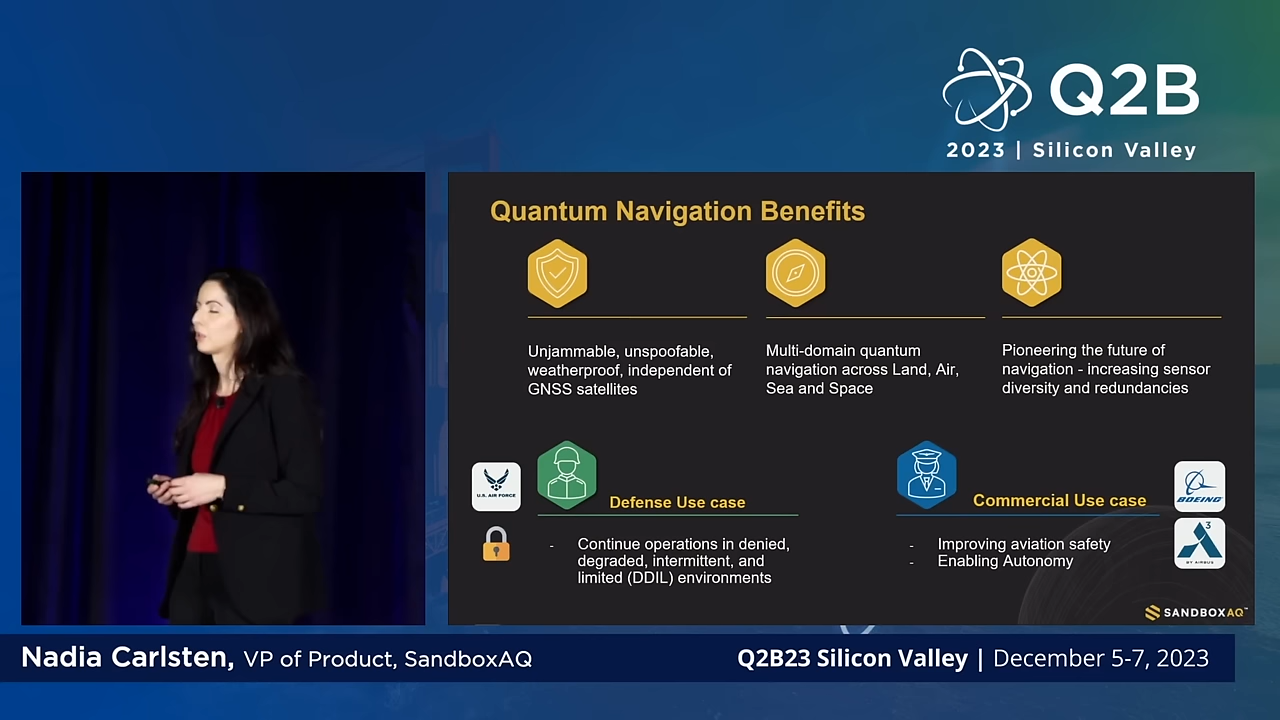 Q2B
2023 | Silicon Valley
Quantum Navigation Benefits
Unjammable, unspoofable,
weatherproof, independent of
GNSS satellites
Multi-domain quantum
navigation across Land, Air,
Sea and Space
Pioneering the future of
navigation - increasing sensor
diversity and redundancies
U.S. AIR FORCE
Defense Use case
- Continue operations in denied,
degraded, intermittent, and
limited (DDIL) environments
Commercial Use case
- Improving aviation safety
- Enabling Autonomy
BOEING
3
BY AIRBUS
SANDBOXAQ™
Nadia Carlsten, VP of Product, SandboxAQ
Q2B23 Silicon Valley | December 5-7, 2023